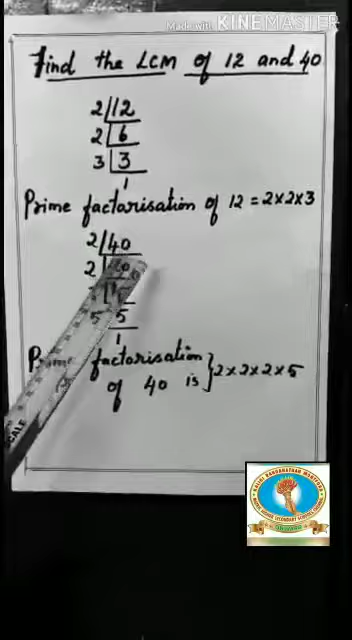 Made with KINEMASTER
Find the LCM of 12 and 40
2 12
2 6
3 3
1
Prime factorisation of 12 = 2×2×3
2 40
2
5 5
1
factorisation
of 40 is } 2×2×2×5
SCALE